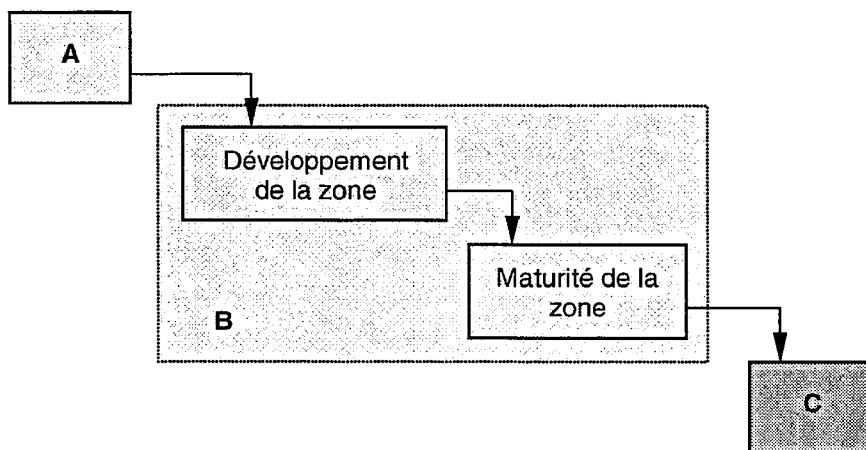 A
Développement
de la zone
Maturité de la
zone
B
C